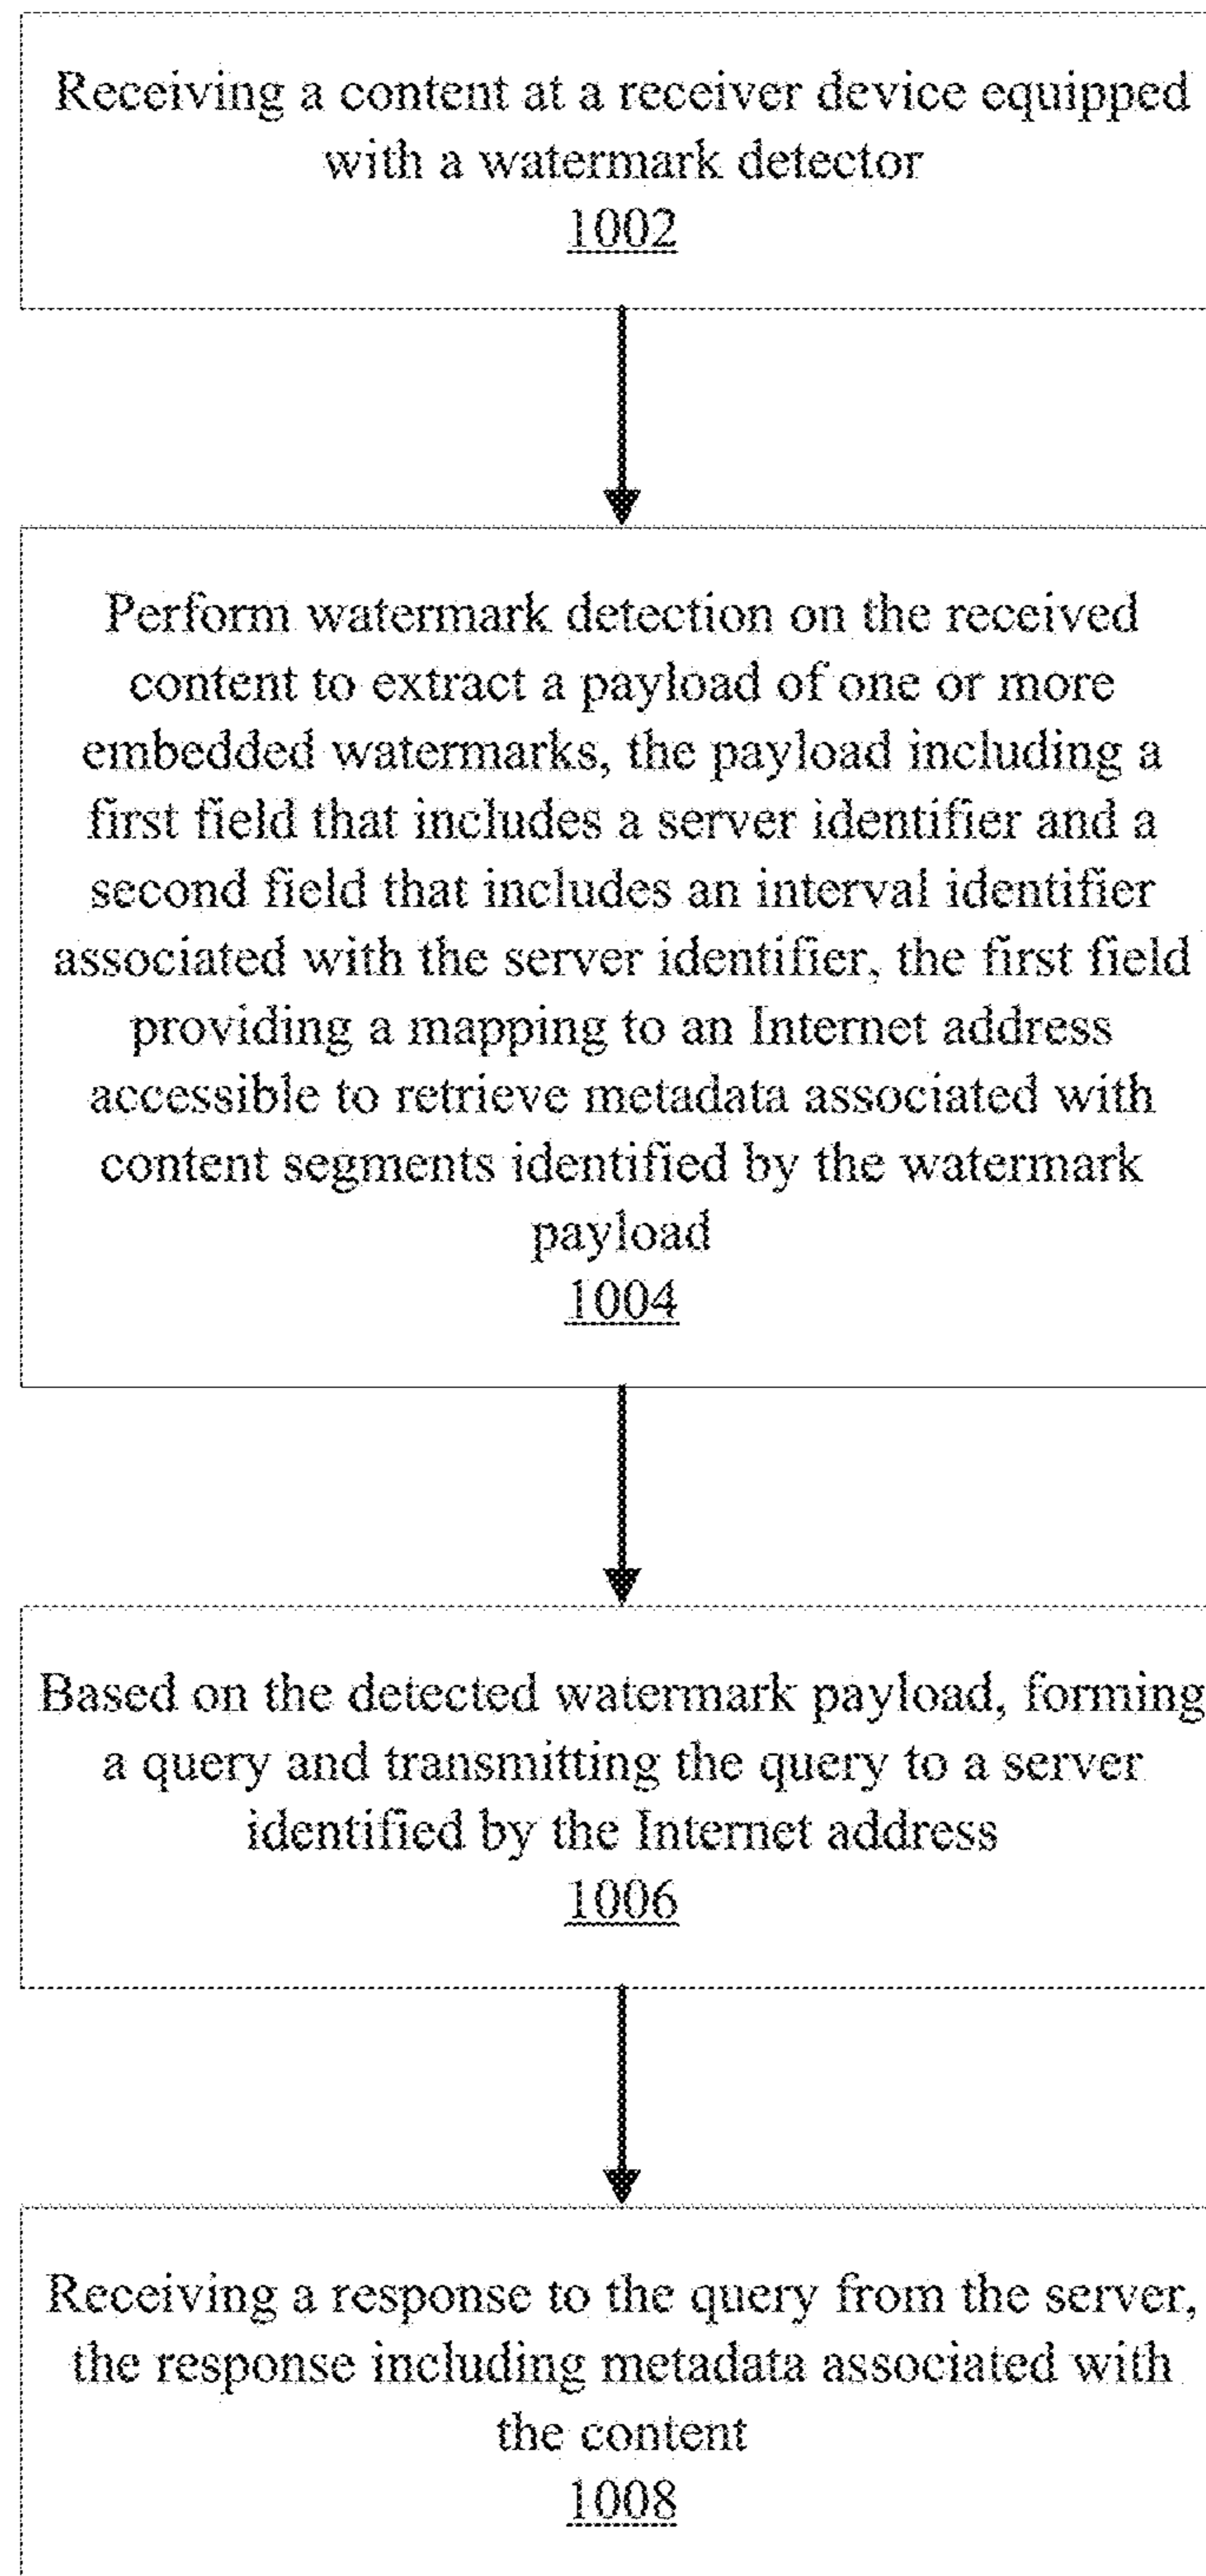 Receiving a content at a receiver device equipped
with a watermark detector
1002
Perform watermark detection on the received
content to extract a payload of one or more
embedded watermarks, the payload including a
first field that includes a server identifier and a
second field that includes an interval identifier
associated with the server identifier, the first field
providing a mapping to an Internet address
accessible to retrieve metadata associated with
content segments identified by the watermark
payload
1004
Based on the detected watermark payload, forming
a query and transmitting the query to a server
identified by the Internet address
1006
Receiving a response to the query from the server,
the response including metadata associated with
the content
1008